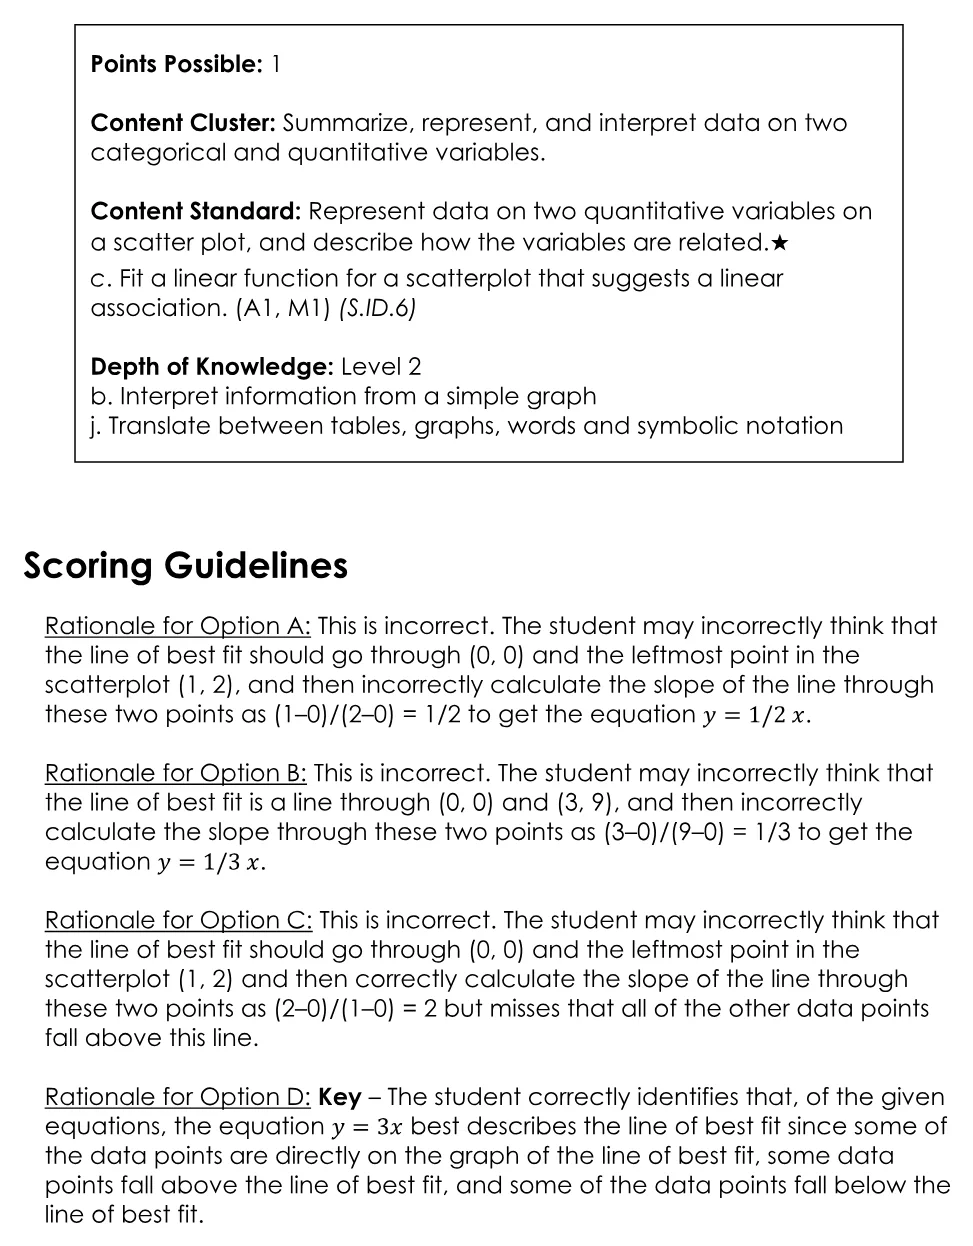 Points Possible: 1
Content Cluster: Summarize, represent, and interpret data on two
categorical and quantitative variables.
Content Standard: Represent data on two quantitative variables on
a scatter plot, and describe how the variables are related.★
c. Fit a linear function for a scatterplot that suggests a linear
association. (A1, M1) (S.ID.6)
Depth of Knowledge: Level 2
b. Interpret information from a simple graph
j. Translate between tables, graphs, words and symbolic notation
Scoring Guidelines
Rationale for Option A: This is incorrect. The student may incorrectly think that
the line of best fit should go through (0, 0) and the leftmost point in the
scatterplot (1, 2), and then incorrectly calculate the slope of the line through
these two points as (1–0)/(2–0) = 1/2 to get the equation y = 1/2 x.
Rationale for Option B: This is incorrect. The student may incorrectly think that
the line of best fit is a line through (0, 0) and (3, 9), and then incorrectly
calculate the slope through these two points as (3–0)/(9–0) = 1/3 to get the
equation y = 1/3 x.
Rationale for Option C: This is incorrect. The student may incorrectly think that
the line of best fit should go through (0, 0) and the leftmost point in the
scatterplot (1, 2) and then correctly calculate the slope of the line through
these two points as (2–0)/(1–0) = 2 but misses that all of the other data points
fall above this line.
Rationale for Option D: Key – The student correctly identifies that, of the given
equations, the equation y = 3x best describes the line of best fit since some of
the data points are directly on the graph of the line of best fit, some data
points fall above the line of best fit, and some of the data points fall below the
line of best fit.